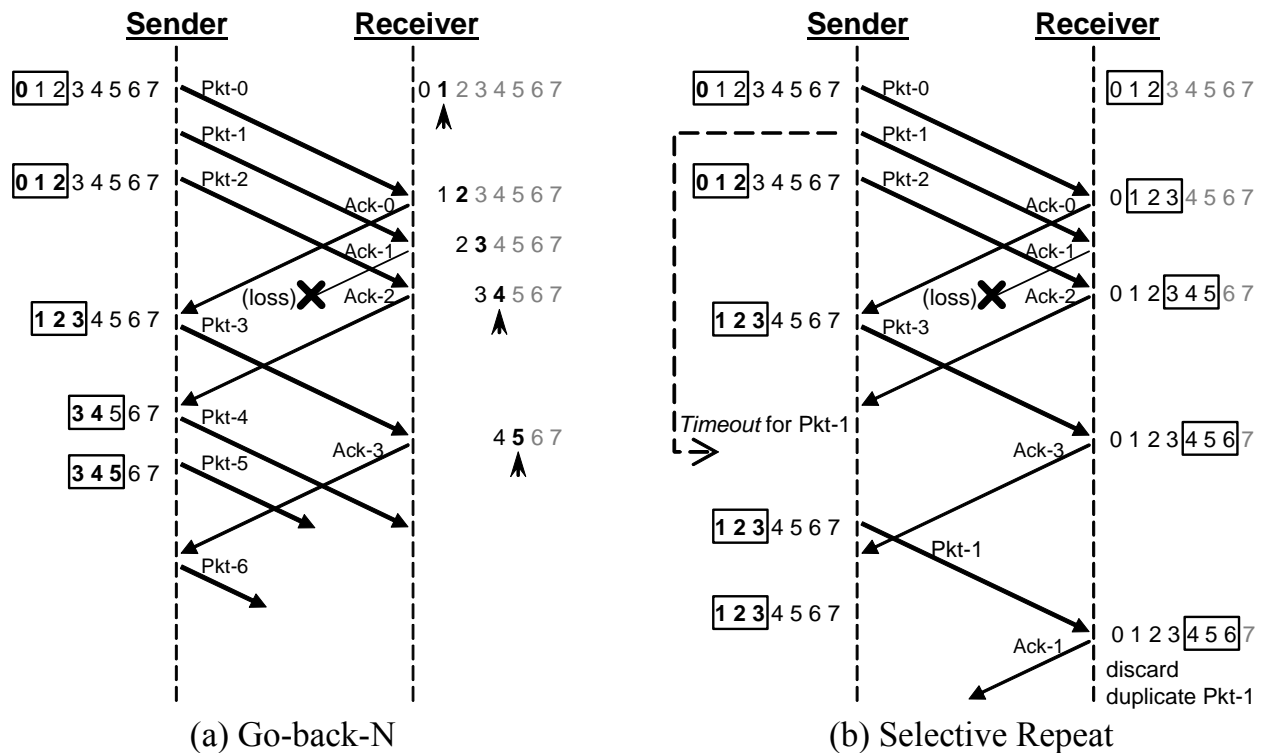 Sender Receiver
0 1 2 3 4 5 6 7
Pkt-0
0 1 2 3 4 5 6 7
Pkt-1
0 1 2 3 4 5 6 7
Pkt-2
1 2 3 4 5 6 7
Ack-0
2 3 4 5 6 7
Ack-1
(loss)
Ack-2
3 4 5 6 7
1 2 3 4 5 6 7
Pkt-3
3 4 5 6 7
Pkt-4
Ack-3
4 5 6 7
3 4 5 6 7
Pkt-5
Pkt-6
(a) Go-back-N
Sender Receiver
0 1 2 3 4 5 6 7
Pkt-0
0 1 2 3 4 5 6 7
Pkt-1
0 1 2 3 4 5 6 7
Pkt-2
Ack-0
0 1 2 3 4 5 6 7
Ack-1
(loss)
Ack-2
0 1 2 3 4 5 6 7
1 2 3 4 5 6 7
Pkt-3
Timeout for Pkt-1
Ack-3
0 1 2 3 4 5 6 7
1 2 3 4 5 6 7
Pkt-1
1 2 3 4 5 6 7
Ack-1
0 1 2 3 4 5 6 7
discard
duplicate Pkt-1
(b) Selective Repeat